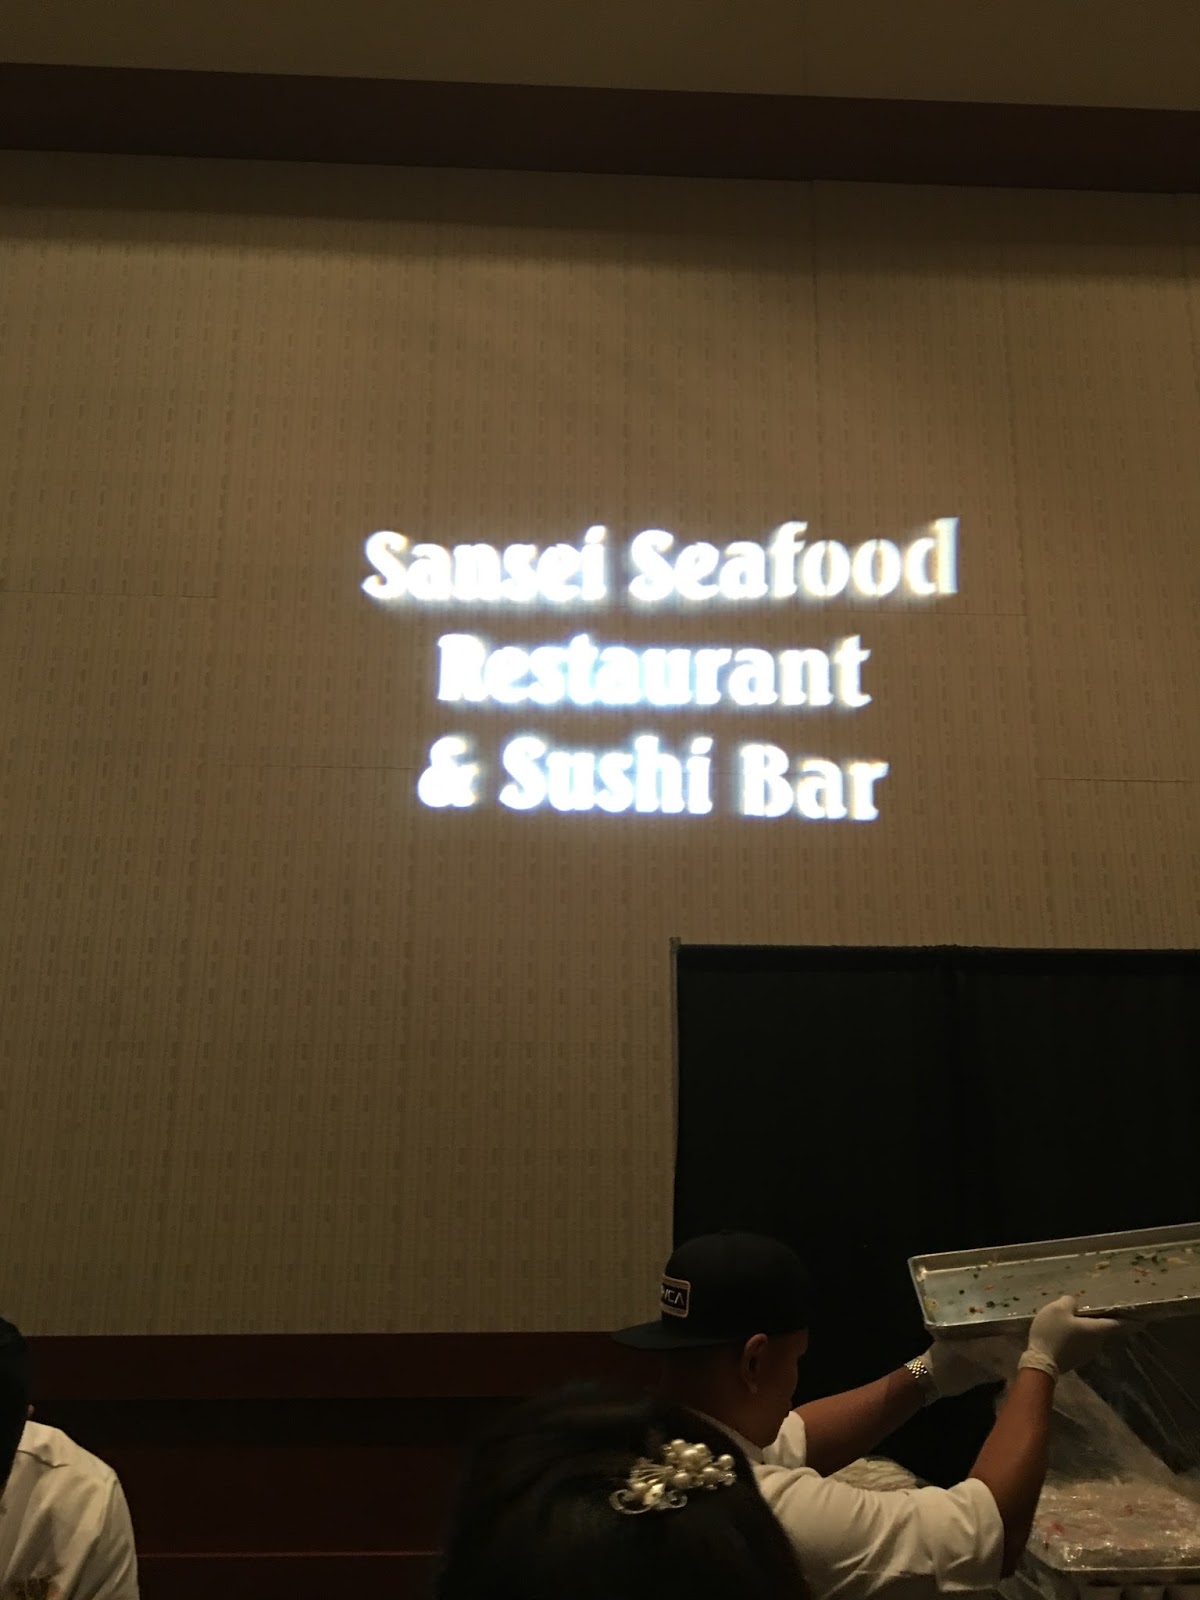 Sansei Seafood
Restaurant
& Sushi Bar